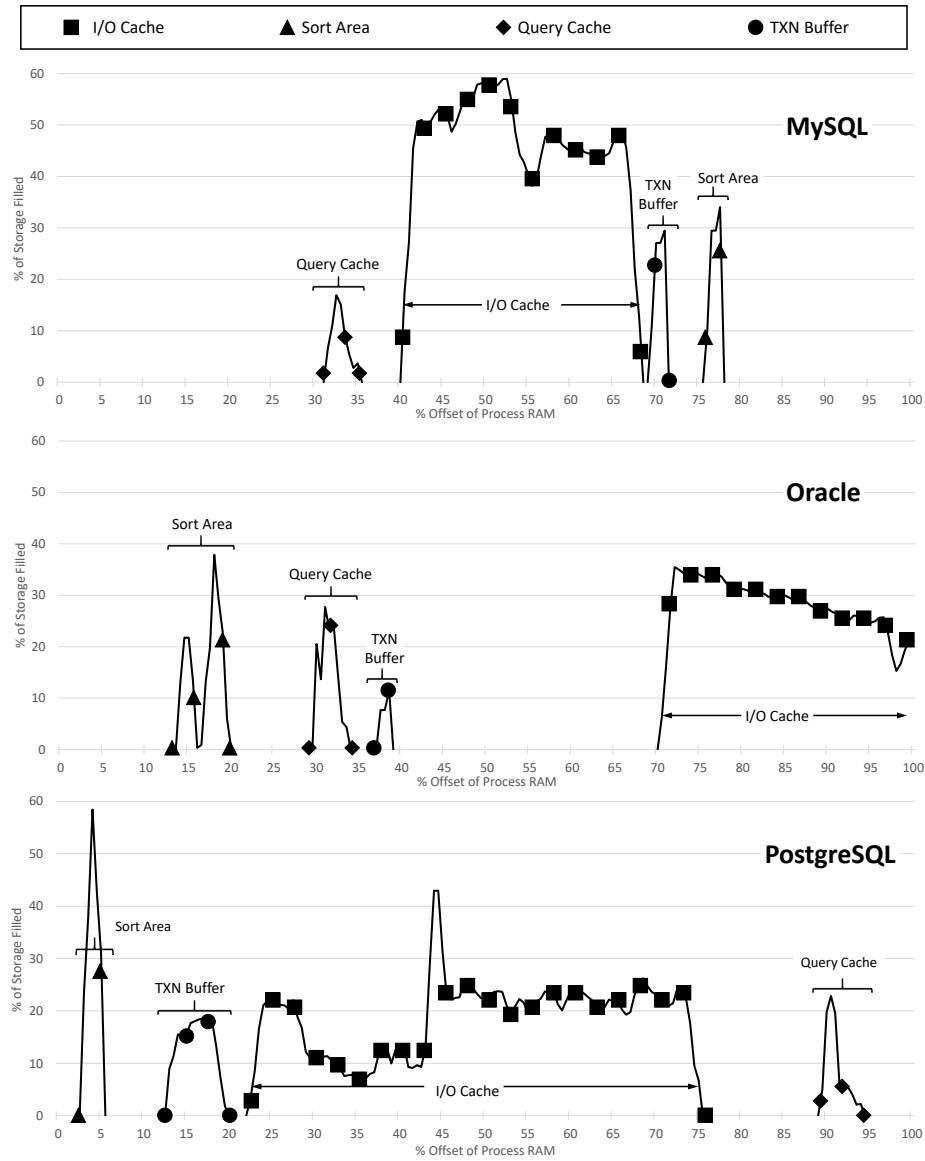 I/O Cache Sort Area Query Cache TXN Buffer
MySQL
% of Storage Filled
60
50
40
30
20
10
0
Query Cache
I/O Cache
TXN
Buffer
Sort Area
0 5 10 15 20 25 30 35 40 45 50 55 60 65 70 75 80 85 90 95 100
% Offset of Process RAM
Oracle
% of Storage Filled
60
50
40
30
20
10
0
Sort Area
Query Cache
TXN
Buffer
I/O Cache
0 5 10 15 20 25 30 35 40 45 50 55 60 65 70 75 80 85 90 95 100
% Offset of Process RAM
PostgreSQL
% of Storage Filled
60
50
40
30
20
10
0
Sort Area
TXN Buffer
I/O Cache
Query Cache
0 5 10 15 20 25 30 35 40 45 50 55 60 65 70 75 80 85 90 95 100
% Offset of Process RAM